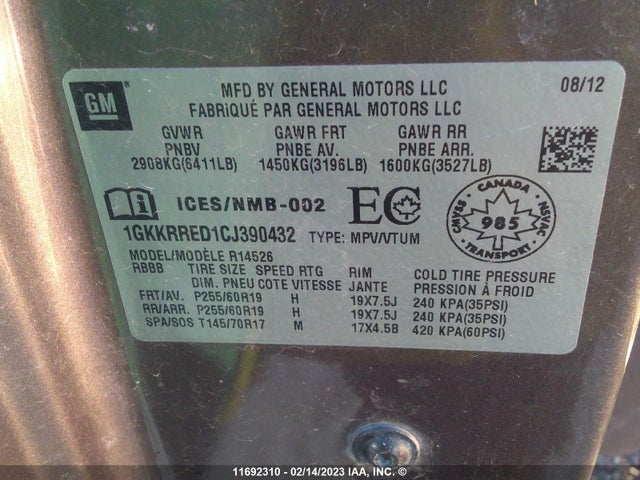 GM
MFD BY GENERAL MOTORS LLC 08/12
FABRIQUÉ PAR GENERAL MOTORS LLC
GVWR GAWR FRT GAWR RR
PNBV PNBE AV. PNBE ARR.
2908KG(6411LB) 1450KG(3196LB) 1600KG(3527LB)
ICES/NMB-002 EC
CANADA
CMVSS 985 NSVAC
TRANSPORT
1GKKRRED1CJ390432 TYPE: MPV/VTUM
MODEL/MODÈLE R14526
RBBB TIRE SIZE SPEED RTG RIM COLD TIRE PRESSURE
DIM. PNEU COTE VITESSE JANTE PRESSION À FROID
FRT/AV. P255/60R19 H 19X7.5J 240 KPA(35PSI)
RR/ARR. P255/60R19 H 19X7.5J 240 KPA(35PSI)
SPA/SOS T145/70R17 M 17X4.5B 420 KPA(60PSI)
11692310 - 02/14/2023 IAA, INC. ©